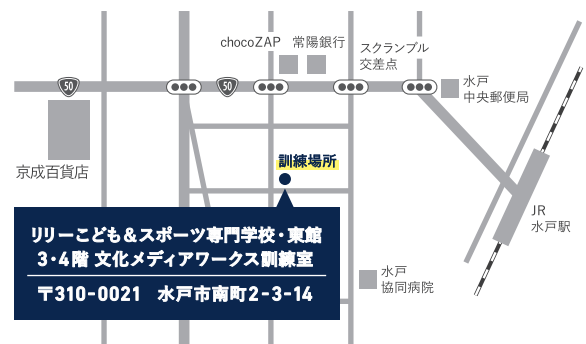 chocoZAP
常陽銀行
スクランブル
交差点
50
50
水戸
中央郵便局
京成百貨店
訓練場所
JR
水戸駅
リリーこども&スポーツ専門学校・東館
3・4階 文化メディアワークス訓練室
〒310-0021 水戸市南町2-3-14
水戸
協同病院